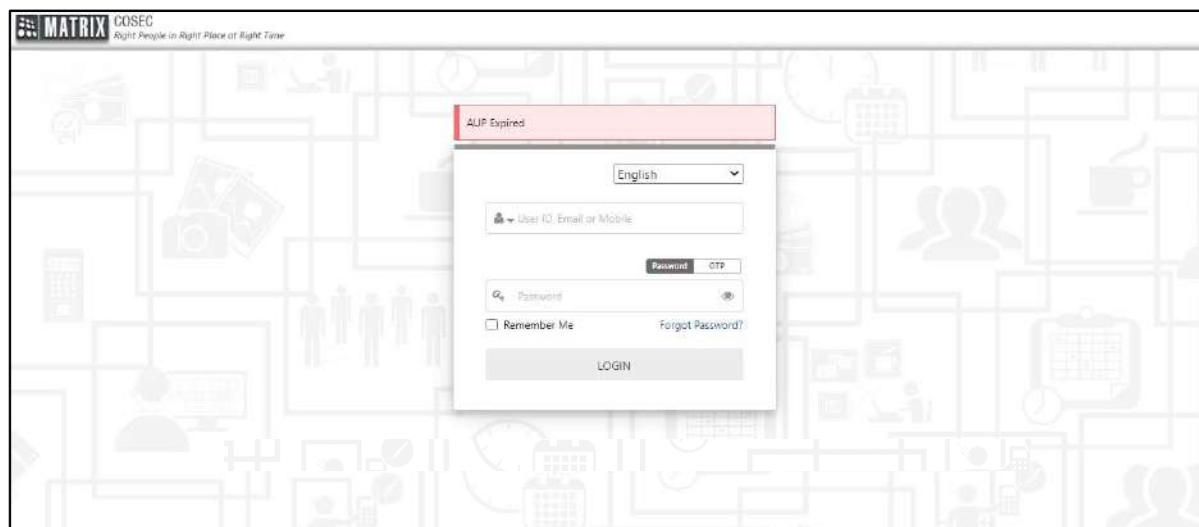 MATRIX COSEC
Right People in Right Place at Right Time
AUP Expired
English
User ID, Email or Mobile
Password OTP
Password
Remember Me Forgot Password?
LOGIN